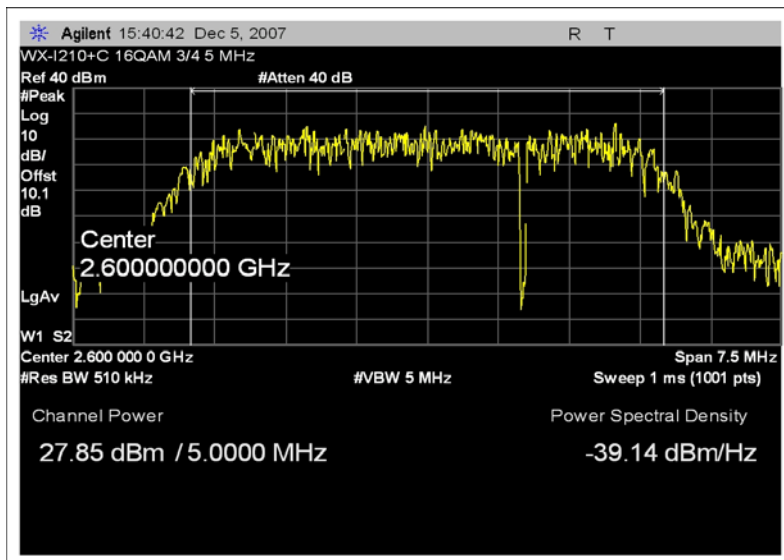 Agilent 15:40:42 Dec 5, 2007 R T
WX-I210+C 16QAM 3/4 5 MHz
Ref 40 dBm #Atten 40 dB
#Peak
Log
10
dB/
Offst
10.1
dB
Center
2.600000000 GHz
LgAv
W1 S2
Center 2.600 000 0 GHz Span 7.5 MHz
#Res BW 510 kHz #VBW 5 MHz Sweep 1 ms (1001 pts)
Channel Power Power Spectral Density
27.85 dBm / 5.0000 MHz -39.14 dBm/Hz